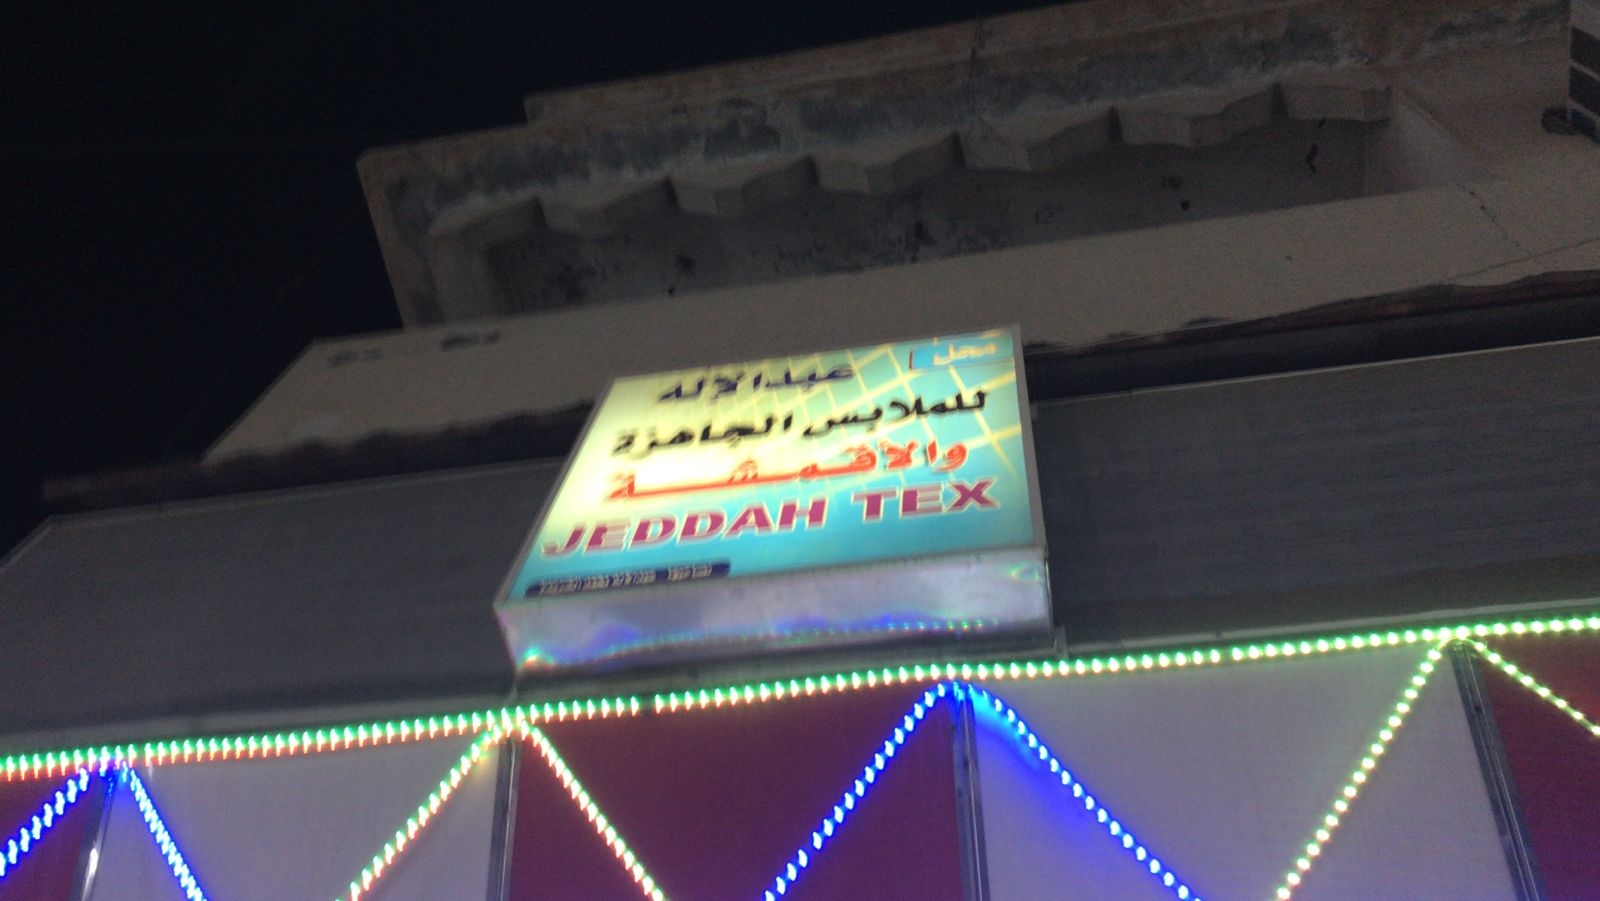 محل
عبدالإله
للملابس الجاهزة
والأقمشة
JEDDAH TEX